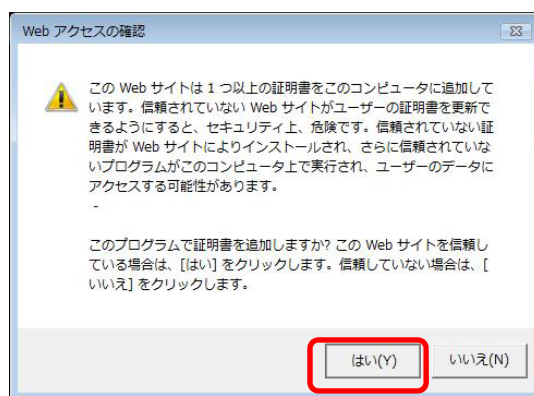 Web アクセスの確認
この Web サイトは 1 つ以上の証明書をこのコンピュータに追加して
います。信頼されていない Web サイトがユーザーの証明書を更新で
きるようにすると、セキュリティ上、危険です。信頼されていない証
明書が Web サイトによりインストールされ、さらに信頼されていな
いプログラムがこのコンピュータ上で実行され、ユーザーのデータに
アクセスする可能性があります。
-
このプログラムで証明書を追加しますか? この Web サイトを信頼し
ている場合は、[はい] をクリックします。信頼していない場合は、[
いいえ] をクリックします。
はい(Y) いいえ(N)